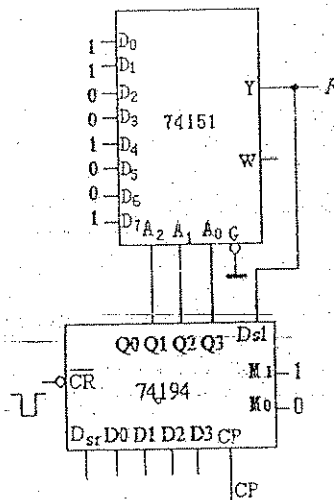 1 D0
1 D1
0 D2
0 D3
1 D4
0 D5
0 D6
1 D7
74151
Y
F
W
A2 A1 A0 G
Q0 Q1 Q2 Q3 Dsl
CR
74194
M1 1
M0 0
Dsr D0 D1 D2 D3 CP
CP